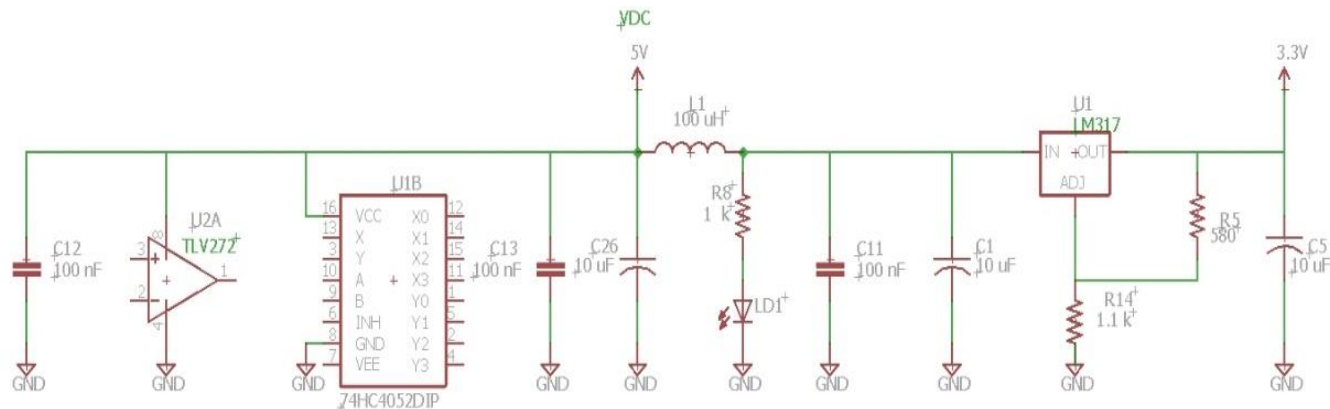 VDC
5V
3.3V
L1
100 uH
U1
LM317
IN
OUT
ADJ
U1B
R8
1 k
R5
580
U2A
TLV272
8
3
2
1
4
C12
100 nF
16 VCC X0 12
13 X X1 14
3 Y X2 15
10 A X3 11
9 B Y0 1
6 INH Y1 5
8 GND Y2 2
7 VEE Y3 4
74HC4052DIP
C13
100 nF
C26
10 uF
LD1
C11
100 nF
C1
10 uF
R14
1.1 k
C5
10 uF
GND
GND
GND
GND
GND
GND
GND
GND
GND
GND